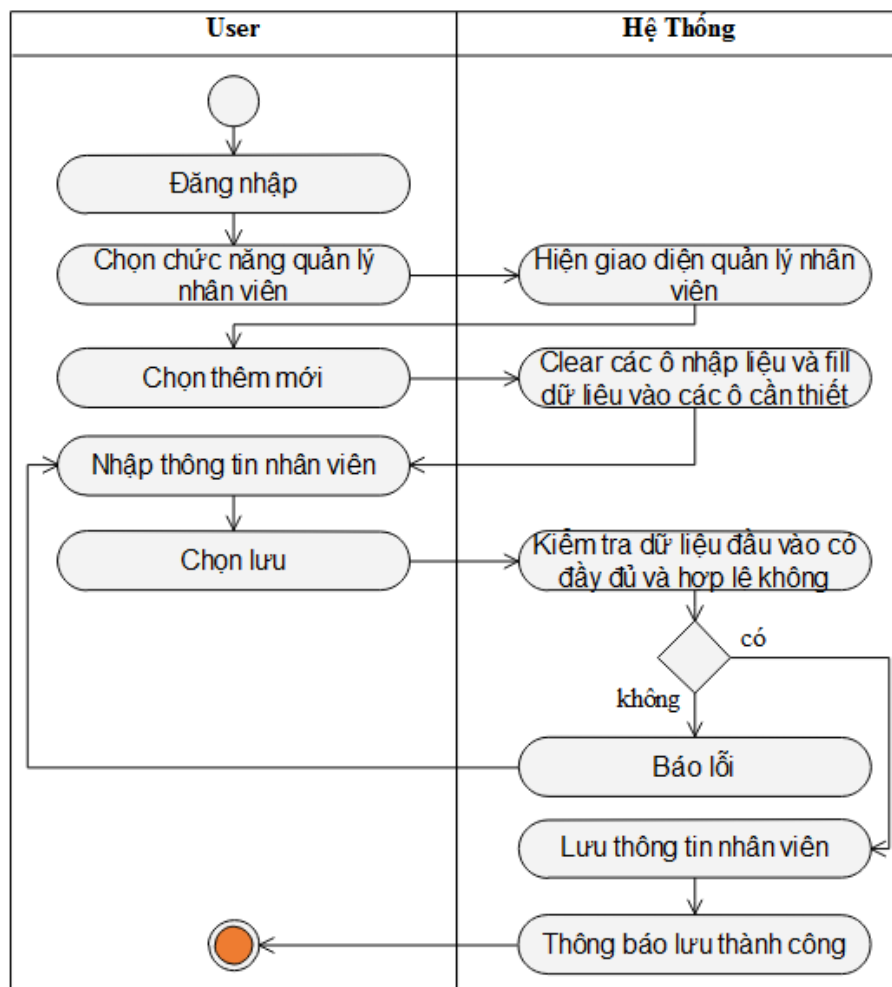 User
Hệ Thống
Đăng nhập
Chọn chức năng quản lý
nhân viên
Hiện giao diện quản lý nhân
viên
Chọn thêm mới
Clear các ô nhập liệu và fill
dữ liệu vào các ô cần thiết
Nhập thông tin nhân viên
Chọn lưu
Kiểm tra dữ liệu đầu vào có
đầy đủ và hợp lệ không
có
không
Báo lỗi
Lưu thông tin nhân viên
Thông báo lưu thành công